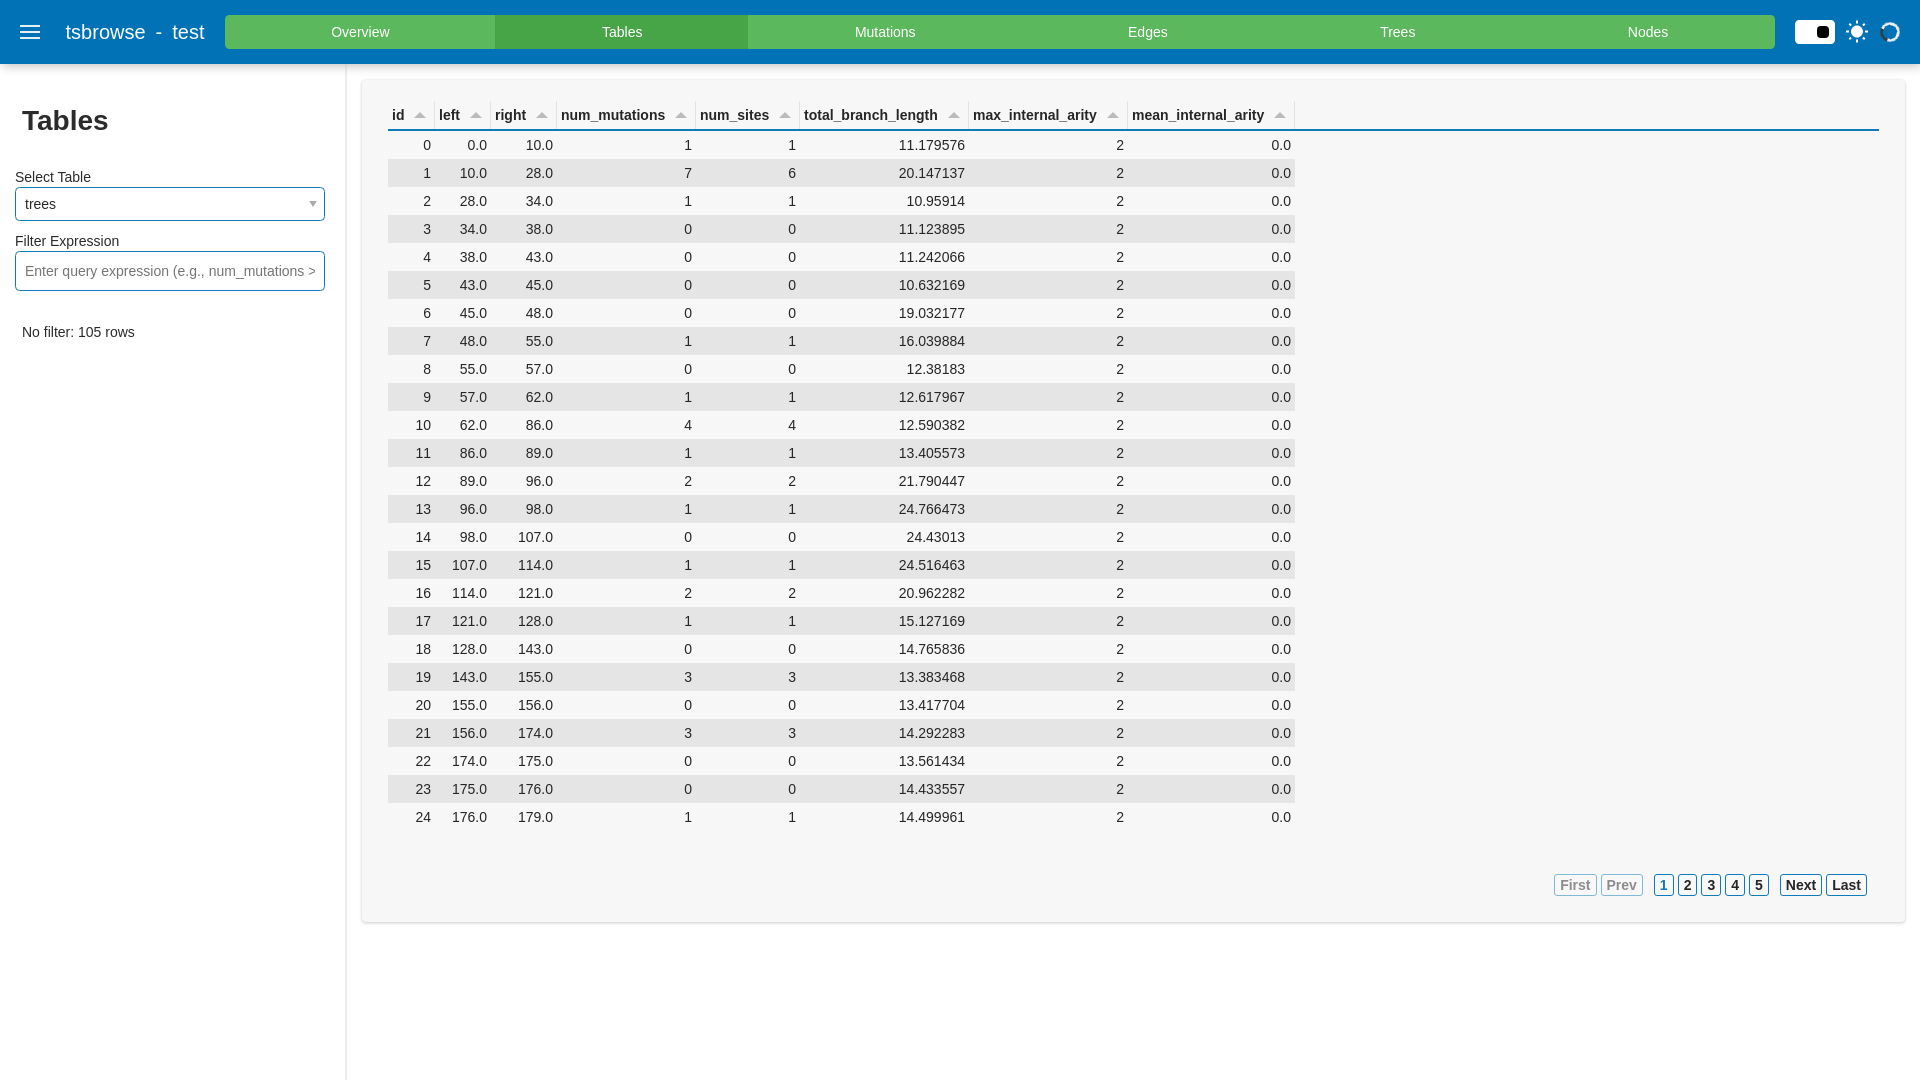 tsbrowse - test Overview Tables Mutations Edges Trees Nodes
Tables
Select Table
trees
Filter Expression
Enter query expression (e.g., num_mutations >
No filter: 105 rows
id left right num_mutations num_sites total_branch_length max_internal_arity mean_internal_arity
0 0.0 10.0 1 1 11.179576 2 0.0
1 10.0 28.0 7 6 20.147137 2 0.0
2 28.0 34.0 1 1 10.95914 2 0.0
3 34.0 38.0 0 0 11.123895 2 0.0
4 38.0 43.0 0 0 11.242066 2 0.0
5 43.0 45.0 0 0 10.632169 2 0.0
6 45.0 48.0 0 0 19.032177 2 0.0
7 48.0 55.0 1 1 16.039884 2 0.0
8 55.0 57.0 0 0 12.38183 2 0.0
9 57.0 62.0 1 1 12.617967 2 0.0
10 62.0 86.0 4 4 12.590382 2 0.0
11 86.0 89.0 1 1 13.405573 2 0.0
12 89.0 96.0 2 2 21.790447 2 0.0
13 96.0 98.0 1 1 24.766473 2 0.0
14 98.0 107.0 0 0 24.43013 2 0.0
15 107.0 114.0 1 1 24.516463 2 0.0
16 114.0 121.0 2 2 20.962282 2 0.0
17 121.0 128.0 1 1 15.127169 2 0.0
18 128.0 143.0 0 0 14.765836 2 0.0
19 143.0 155.0 3 3 13.383468 2 0.0
20 155.0 156.0 0 0 13.417704 2 0.0
21 156.0 174.0 3 3 14.292283 2 0.0
22 174.0 175.0 0 0 13.561434 2 0.0
23 175.0 176.0 0 0 14.433557 2 0.0
24 176.0 179.0 1 1 14.499961 2 0.0
First Prev 1 2 3 4 5 Next Last